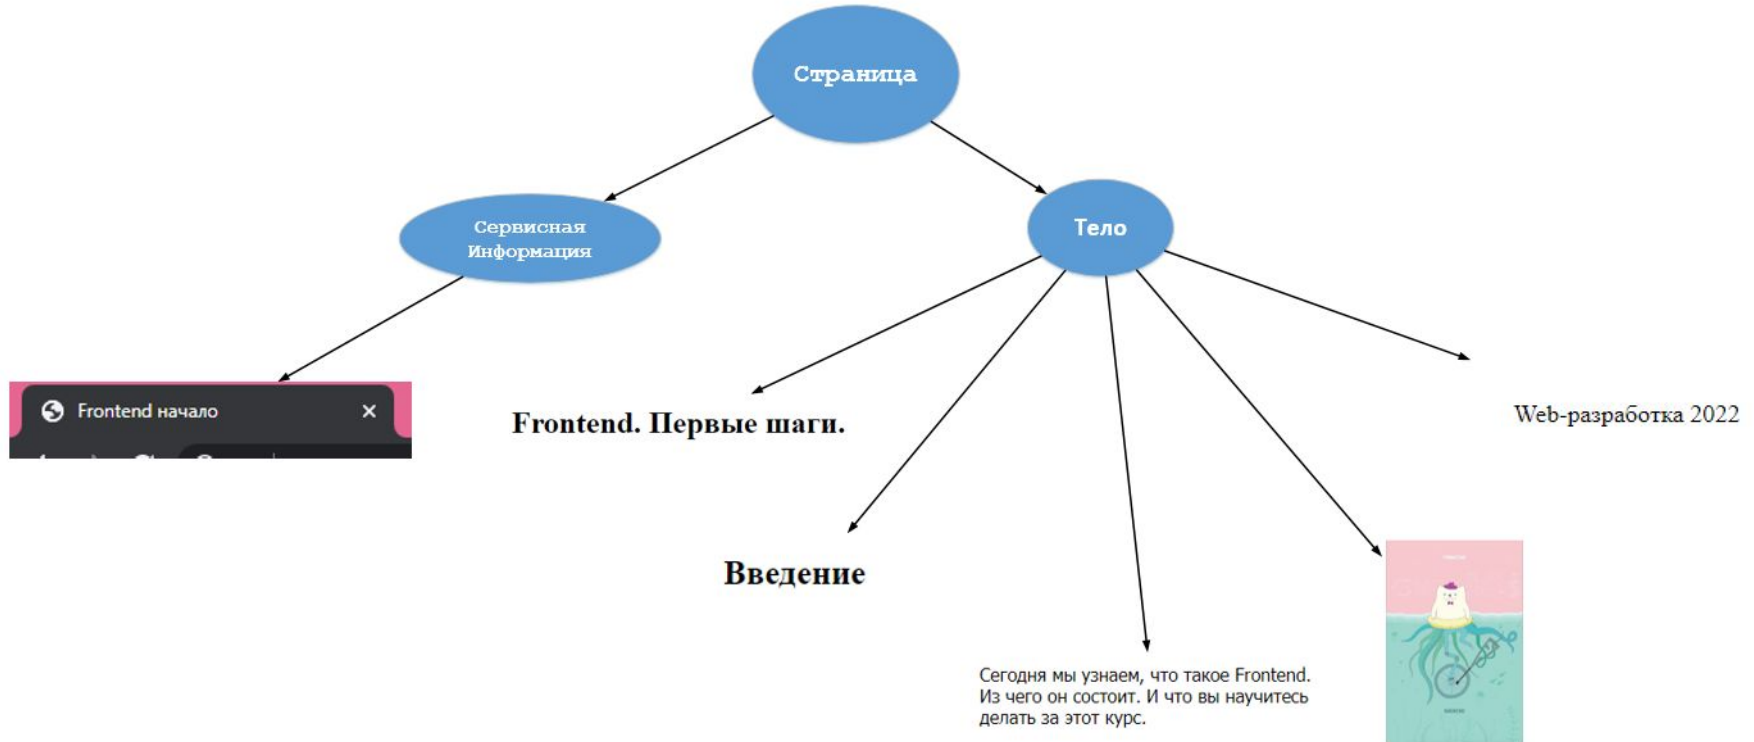 Страница
Сервисная
Информация
Тело
Frontend начало
Frontend. Первые шаги.
Web-разработка 2022
Введение
Сегодня мы узнаем, что такое Frontend.
Из чего он состоит. И что вы научитесь
делать за этот курс.